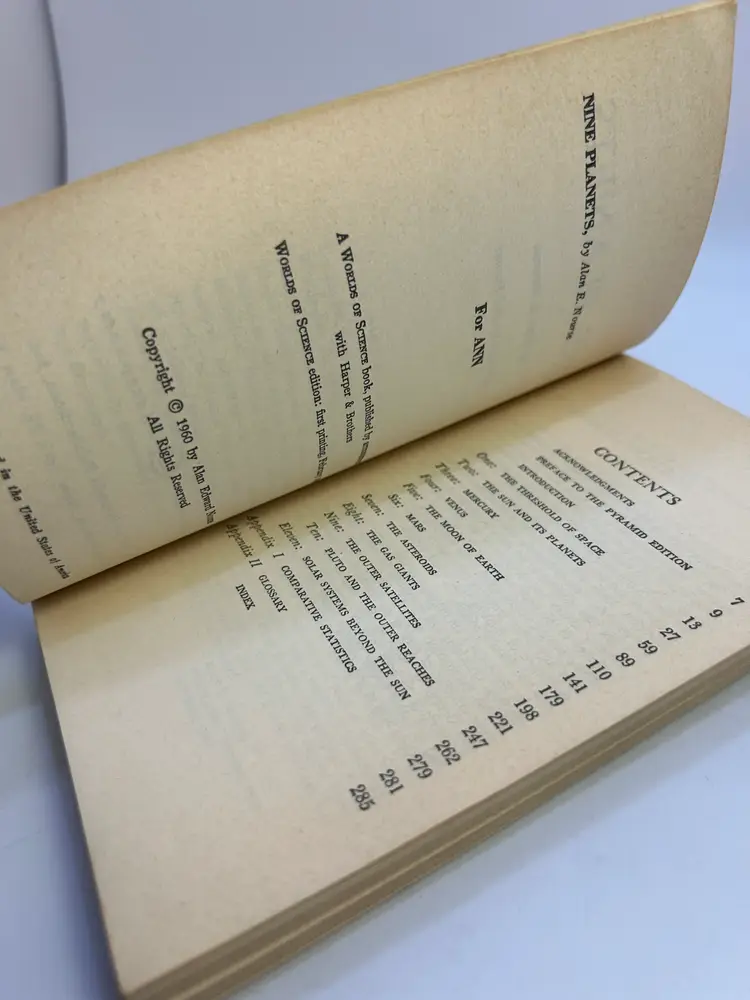 NINE PLANETS, by Alan E. Nourse
For ANN
A WORLDS OF SCIENCE book, published by
with Harper & Brothers
WORLDS OF SCIENCE edition: first printing
Copyright © 1960 by Alan Edward
All Rights Reserved
in the United States of America
CONTENTS
ACKNOWLEDGMENTS
PREFACE TO THE PYRAMID EDITION 7
INTRODUCTION 9
One: THE THRESHOLD OF SPACE 13
Two: THE SUN AND ITS PLANETS 27
Three: MERCURY 59
Four: VENUS 89
Five: THE MOON OF EARTH 110
Six: MARS 141
Seven: THE ASTEROIDS 179
Eight: THE GAS GIANTS 198
Nine: THE OUTER SATELLITES 221
Ten: PLUTO AND THE OUTER REACHES 247
Eleven: SOLAR SYSTEMS BEYOND THE SUN 262
Appendix I COMPARATIVE STATISTICS 279
Appendix II GLOSSARY 281
INDEX 285